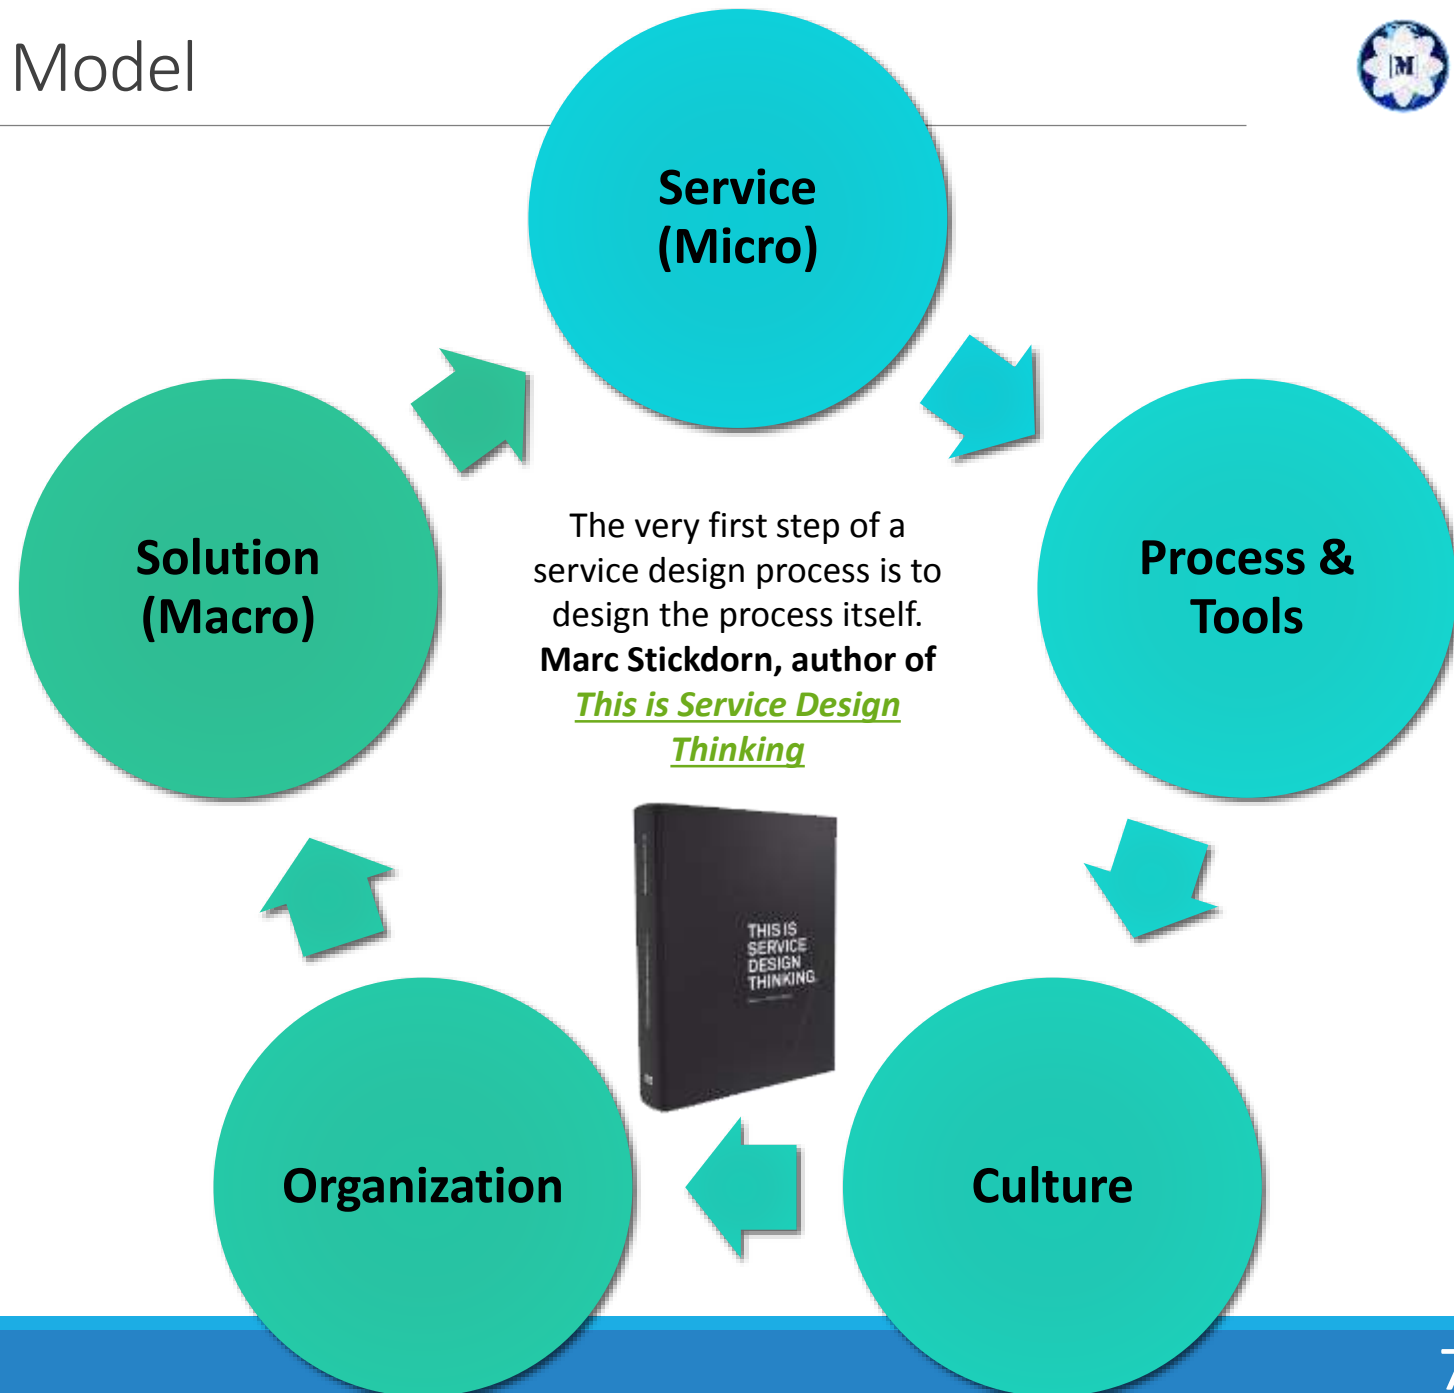 Model
M
Service
(Micro)
Solution
(Macro)
The very first step of a
service design process is to
design the process itself.
Marc Stickdorn, author of
This is Service Design
Thinking
Process &
Tools
THIS IS
SERVICE
DESIGN
THINKING.
Organization
Culture
7